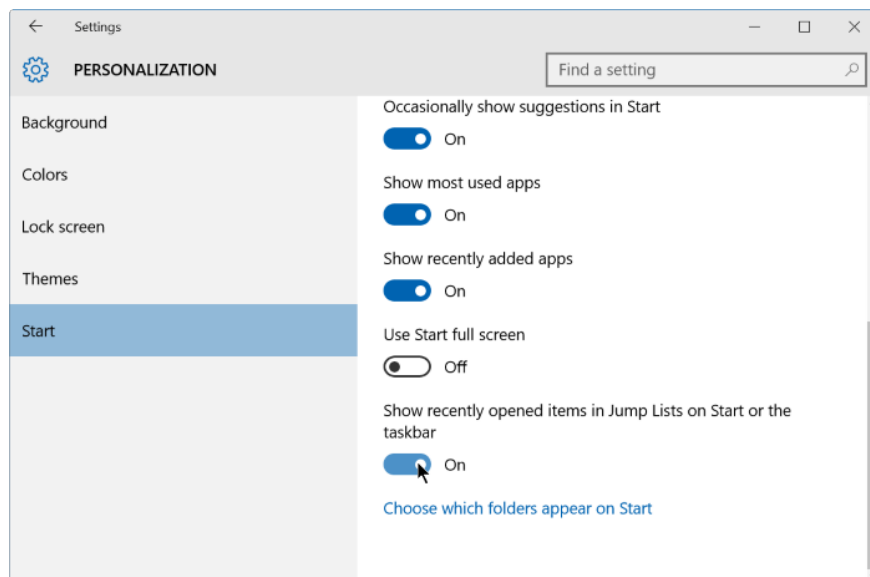 Settings
PERSONALIZATION
Find a setting
Background
Colors
Lock screen
Themes
Start
Occasionally show suggestions in Start
On
Show most used apps
On
Show recently added apps
On
Use Start full screen
Off
Show recently opened items in Jump Lists on Start or the
taskbar
On
Choose which folders appear on Start